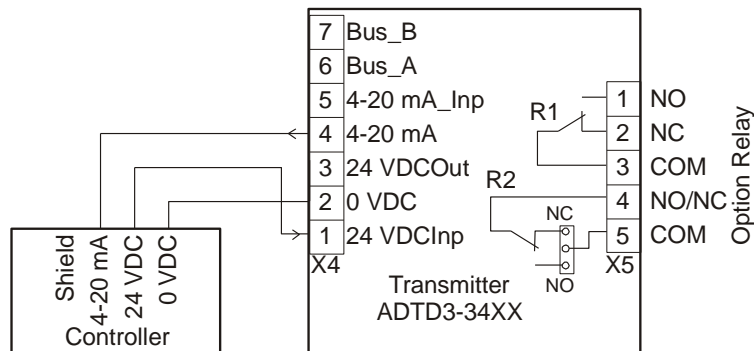 7 Bus_B
6 Bus_A
5 4-20 mA_Inp
4 4-20 mA
3 24 VDCOut
2 0 VDC
1 24 VDCInp
X4
R1
R2
NC
NO
1 NO
2 NC
3 COM
4 NO/NC
5 COM
X5
Option Relay
Transmitter
ADTD3-34XX
Shield
4-20 mA
24 VDC
0 VDC
Controller